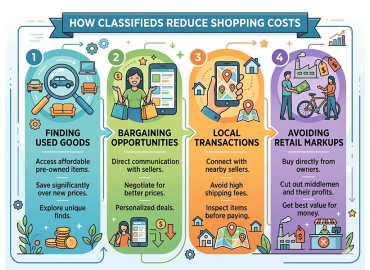 HOW CLASSIFIEDS REDUCE SHOPPING COSTS
1
FINDING
USED GOODS
Access affordable
pre-owned items.
Save significantly
over new prices.
Explore unique
finds.
2
BARGAINING
OPPORTUNITIES
Direct communication
with sellers.
Negotiate for
better prices.
Personalized deals.
3
LOCAL
TRANSACTIONS
Connect with
nearby sellers.
Avoid high
shipping fees.
Inspect items
before paying.
4
AVOIDING
RETAIL MARKUPS
Buy directly from
owners.
Cut out middlemen
and their profits.
Get best value for
money.